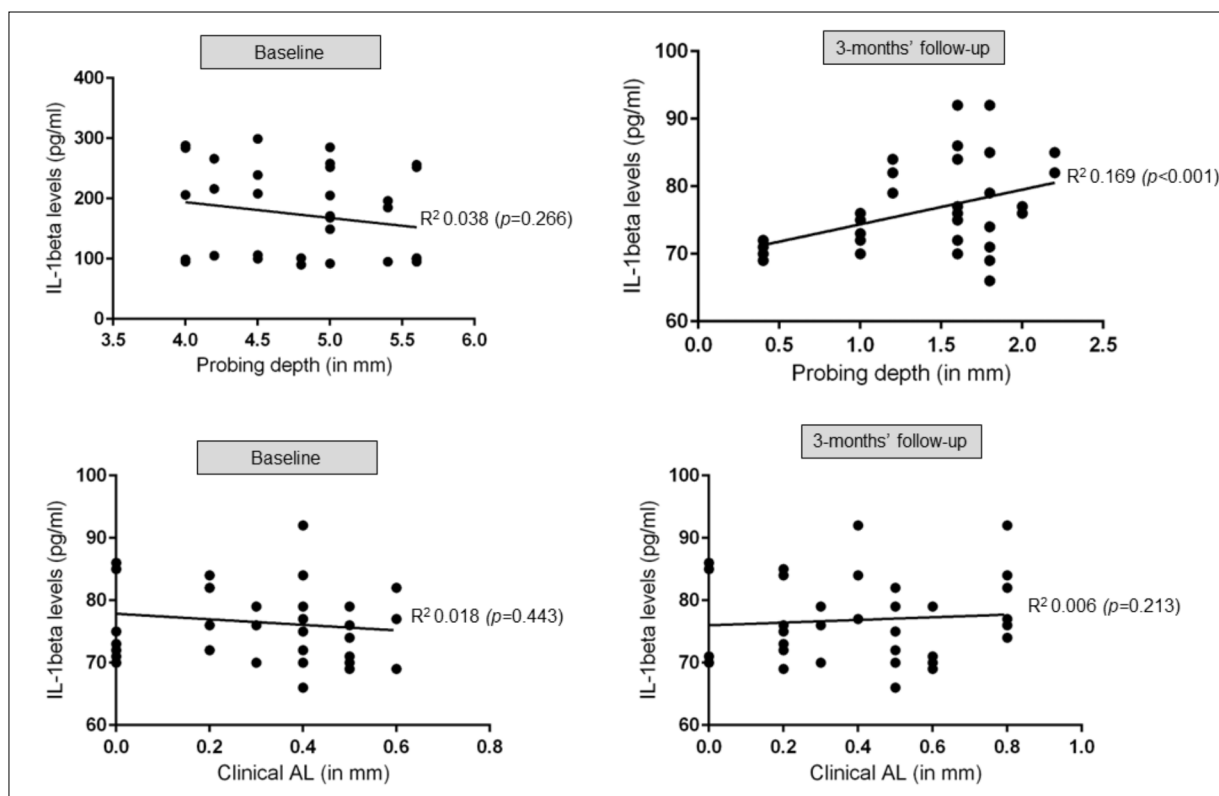 Baseline
400
300
200
100
0
IL-1beta levels (pg/ml)
R² 0.038 (p=0.266)
3.5 4.0 4.5 5.0 5.5 6.0
Probing depth (in mm)
3-months’ follow-up
100
90
80
70
60
IL-1beta levels (pg/ml)
R² 0.169 (p<0.001)
0.0 0.5 1.0 1.5 2.0 2.5
Probing depth (in mm)
Baseline
100
90
80
70
60
IL-1beta levels (pg/ml)
R² 0.018 (p=0.443)
0.0 0.2 0.4 0.6 0.8
Clinical AL (in mm)
3-months’ follow-up
100
90
80
70
60
IL-1beta levels (pg/ml)
R² 0.006 (p=0.213)
0.0 0.2 0.4 0.6 0.8 1.0
Clinical AL (in mm)